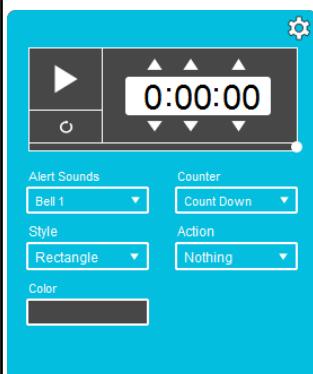 0:00:00
Alert Sounds Counter
Bell 1 Count Down
Style Action
Rectangle Nothing
Color